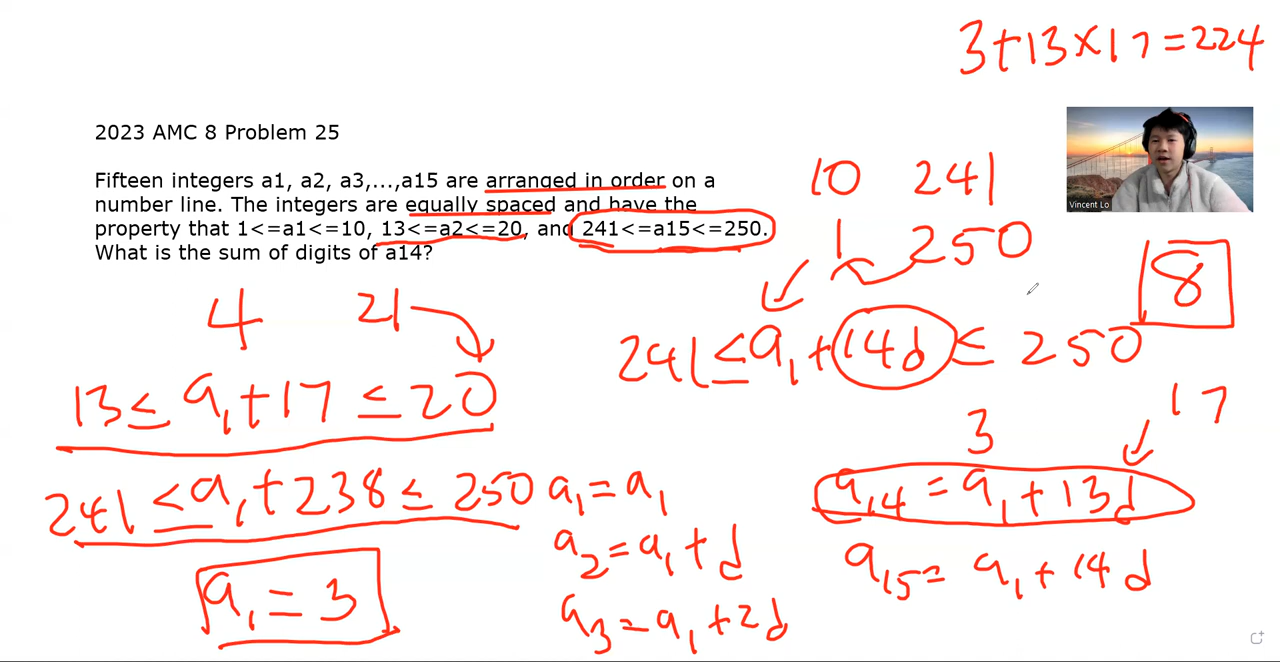 3+13×17=224
2023 AMC 8 Problem 25
Fifteen integers a1, a2, a3,...,a15 are arranged in order on a
number line. The integers are equally spaced and have the
property that 1<=a1<=10, 13<=a2<=20, and 241<=a15<=250.
What is the sum of digits of a14?
Vincent Lo
10 241
1 250
8
4 21
241≤a₁+14d≤250
13≤a₁+17≤20
17
3
241≤a₁+238≤250
a₁=a₁
a₁₄=a₁+13d
a₂=a₁+d
a₁₅=a₁+14d
a₁=3
a₃=a₁+2d